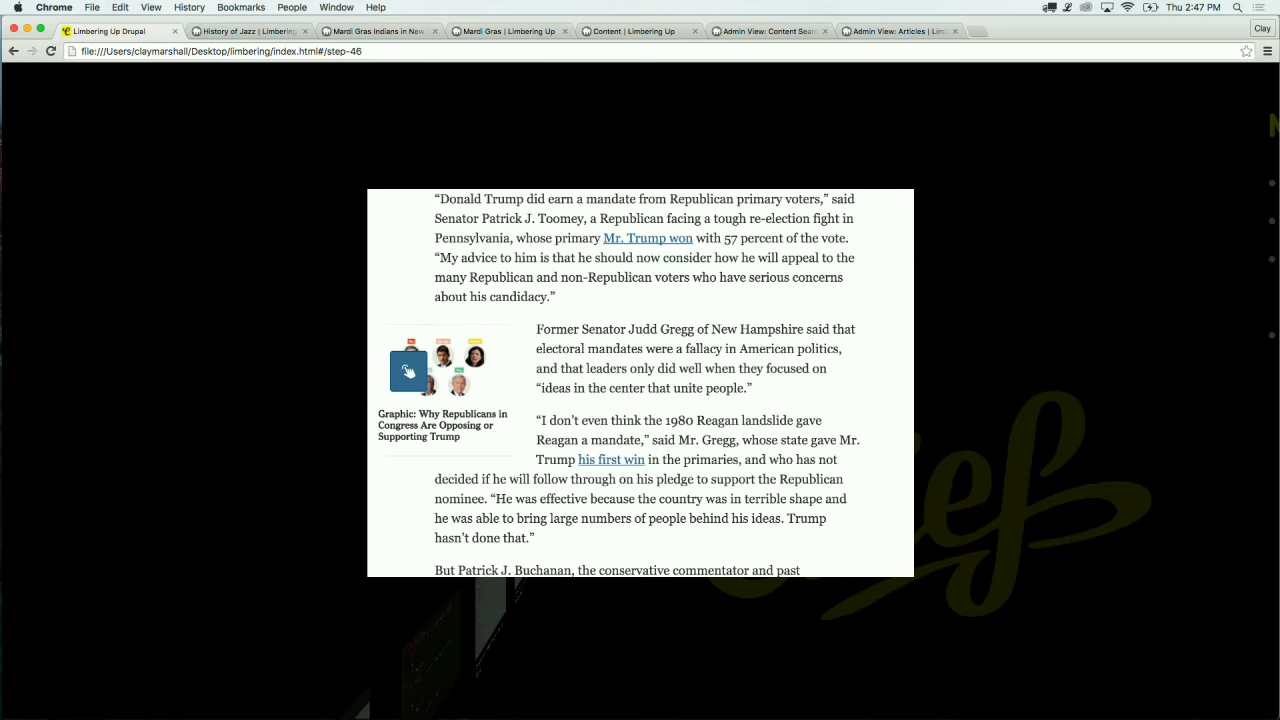 Chrome File Edit View History Bookmarks People Window Help Thu 2:47 PM
Limbering Up Drupal History of Jazz | Limbering Mardi Gras Indians in New Mardi Gras | Limbering Up Content | Limbering Up Admin View: Content Sear Admin View: Articles | Lim Clay
file:///Users/claymarshall/Desktop/limbering/index.html#/step-46
“Donald Trump did earn a mandate from Republican primary voters,” said
Senator Patrick J. Toomey, a Republican facing a tough re-election fight in
Pennsylvania, whose primary Mr. Trump won with 57 percent of the vote.
“My advice to him is that he should now consider how he will appeal to the
many Republican and non-Republican voters who have serious concerns
about his candidacy.”
Former Senator Judd Gregg of New Hampshire said that
electoral mandates were a fallacy in American politics,
and that leaders only did well when they focused on
“ideas in the center that unite people.”
Graphic: Why Republicans in
Congress Are Opposing or
Supporting Trump
“I don’t even think the 1980 Reagan landslide gave
Reagan a mandate,” said Mr. Gregg, whose state gave Mr.
Trump his first win in the primaries, and who has not
decided if he will follow through on his pledge to support the Republican
nominee. “He was effective because the country was in terrible shape and
he was able to bring large numbers of people behind his ideas. Trump
hasn’t done that.”
But Patrick J. Buchanan, the conservative commentator and past